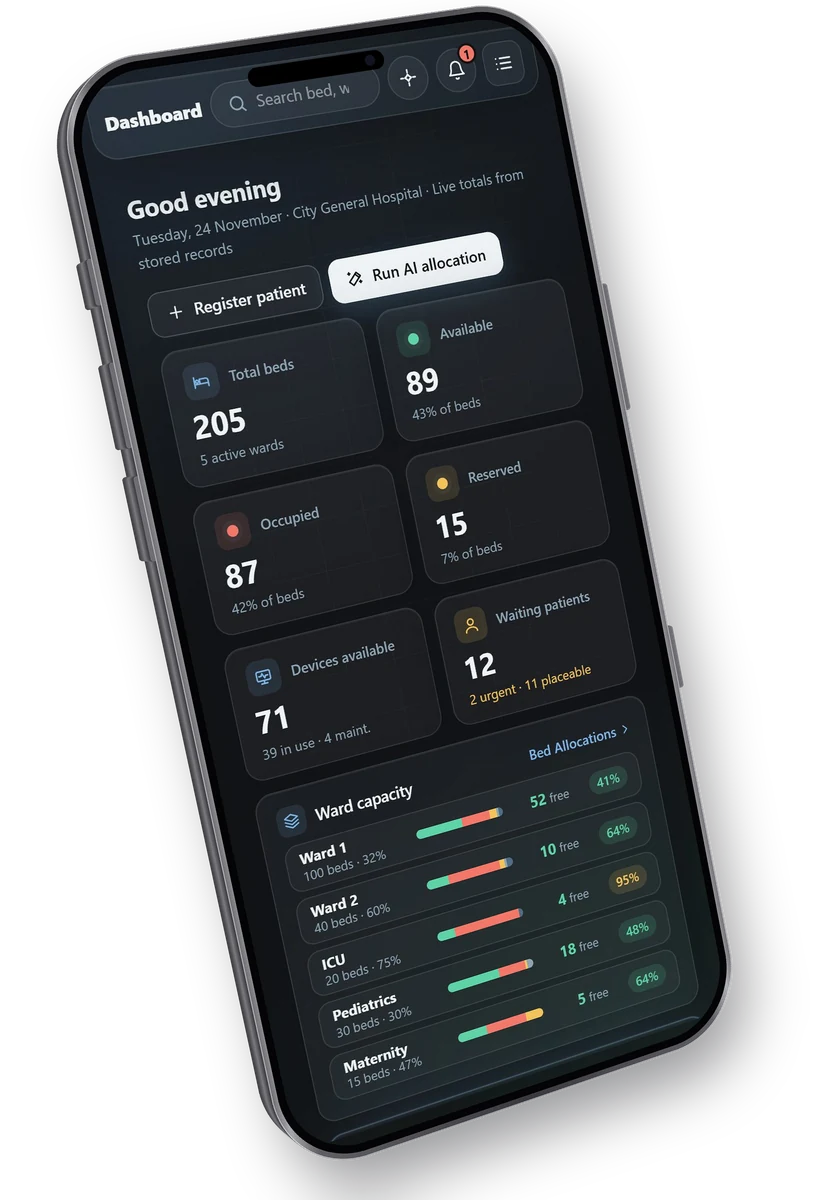 Dashboard
Search bed, w
1
Good evening
Tuesday, 24 November · City General Hospital · Live totals from
stored records
Register patient
Run AI allocation
Total beds
205
5 active wards
Available
89
43% of beds
Occupied
87
42% of beds
Reserved
15
7% of beds
Devices available
71
39 in use · 4 maint.
Waiting patients
12
2 urgent · 11 placeable
Ward capacity
Bed Allocations
Ward 1
100 beds · 32%
52 free
41%
Ward 2
40 beds · 60%
10 free
64%
ICU
20 beds · 75%
4 free
95%
Pediatrics
30 beds · 30%
18 free
48%
Maternity
15 beds · 47%
5 free
64%